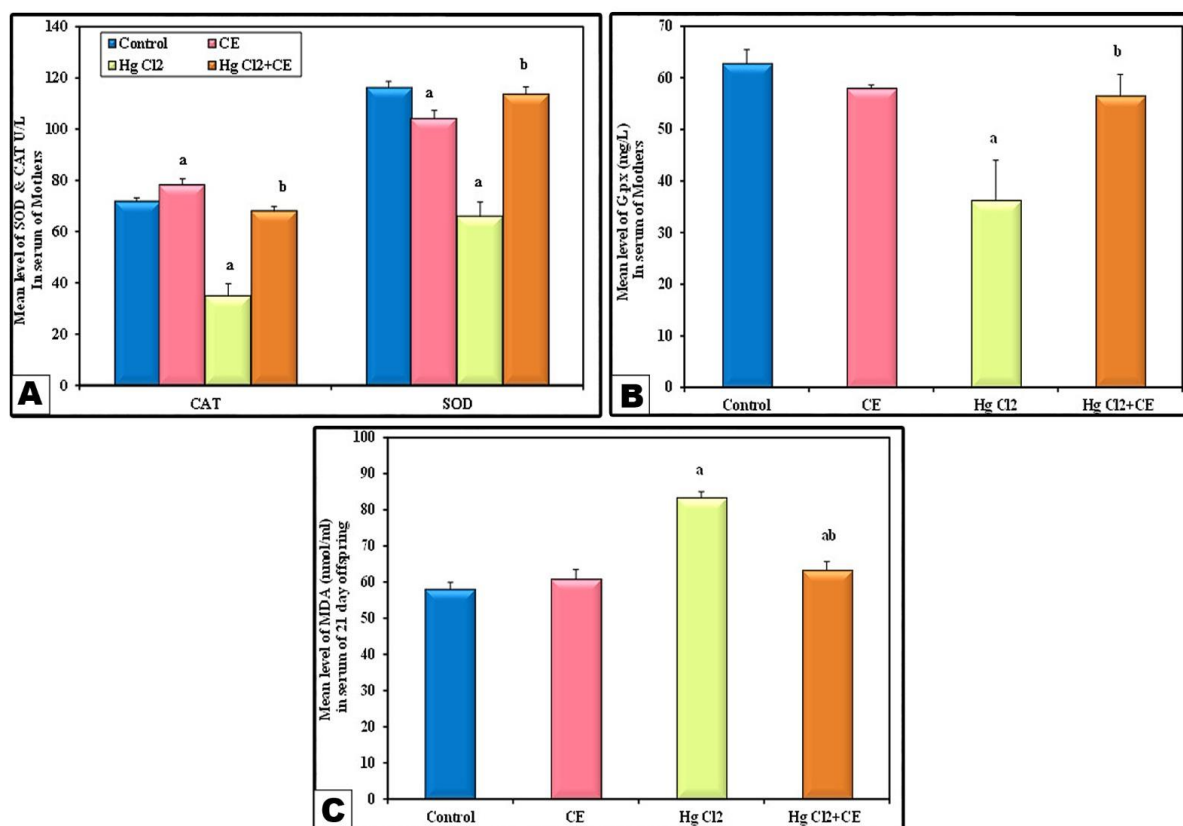 Mean level of SOD & CAT U/L
In serum of Mothers
140
120
100
80
60
40
20
0
Control
CE
Hg Cl2
Hg Cl2+CE
a
a
b
a
a
b
CAT
SOD
A
Mean level of G.px (mg/L)
In serum of Mothers
70
60
50
40
30
20
10
0
a
b
Control
CE
Hg Cl2
Hg Cl2+CE
B
Mean level of MDA (nmol/ml)
in serum of 21 day offspring
100
90
80
70
60
50
40
30
20
10
0
a
ab
Control
CE
Hg Cl2
Hg Cl2+CE
C